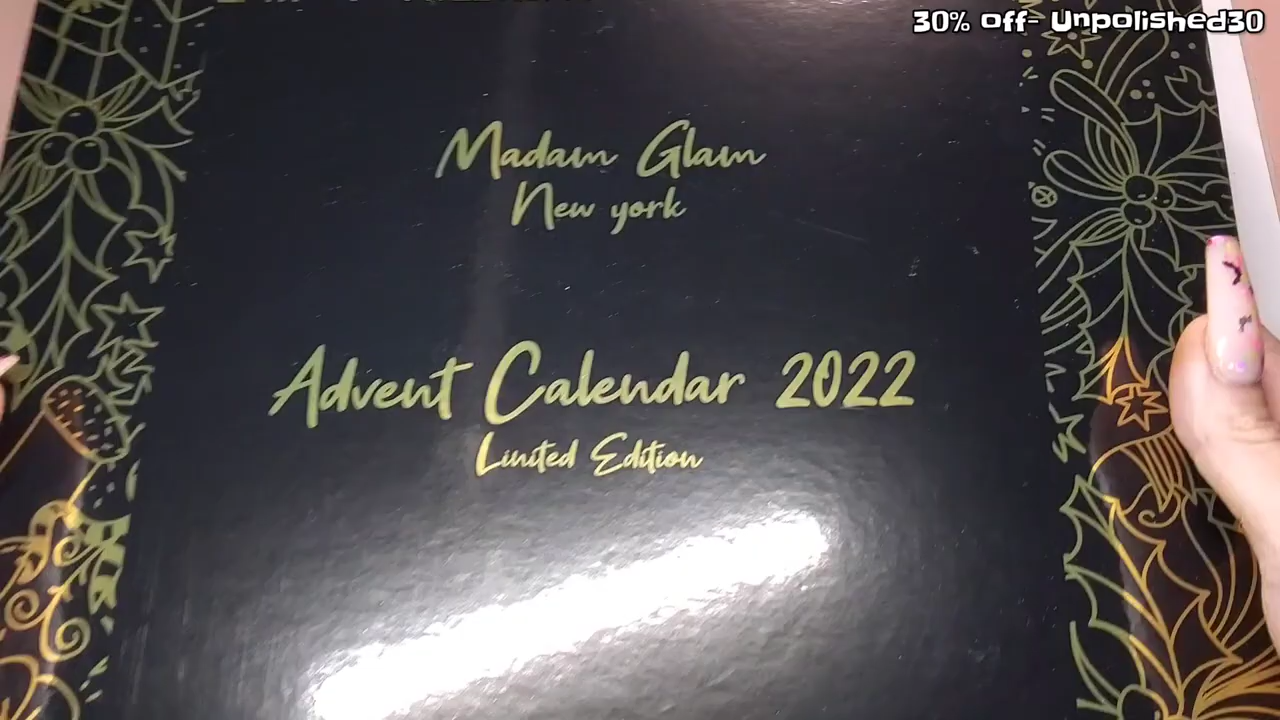 30% off- Unpolished30
Madam Glam
New york
Advent Calendar 2022
Limited Edition